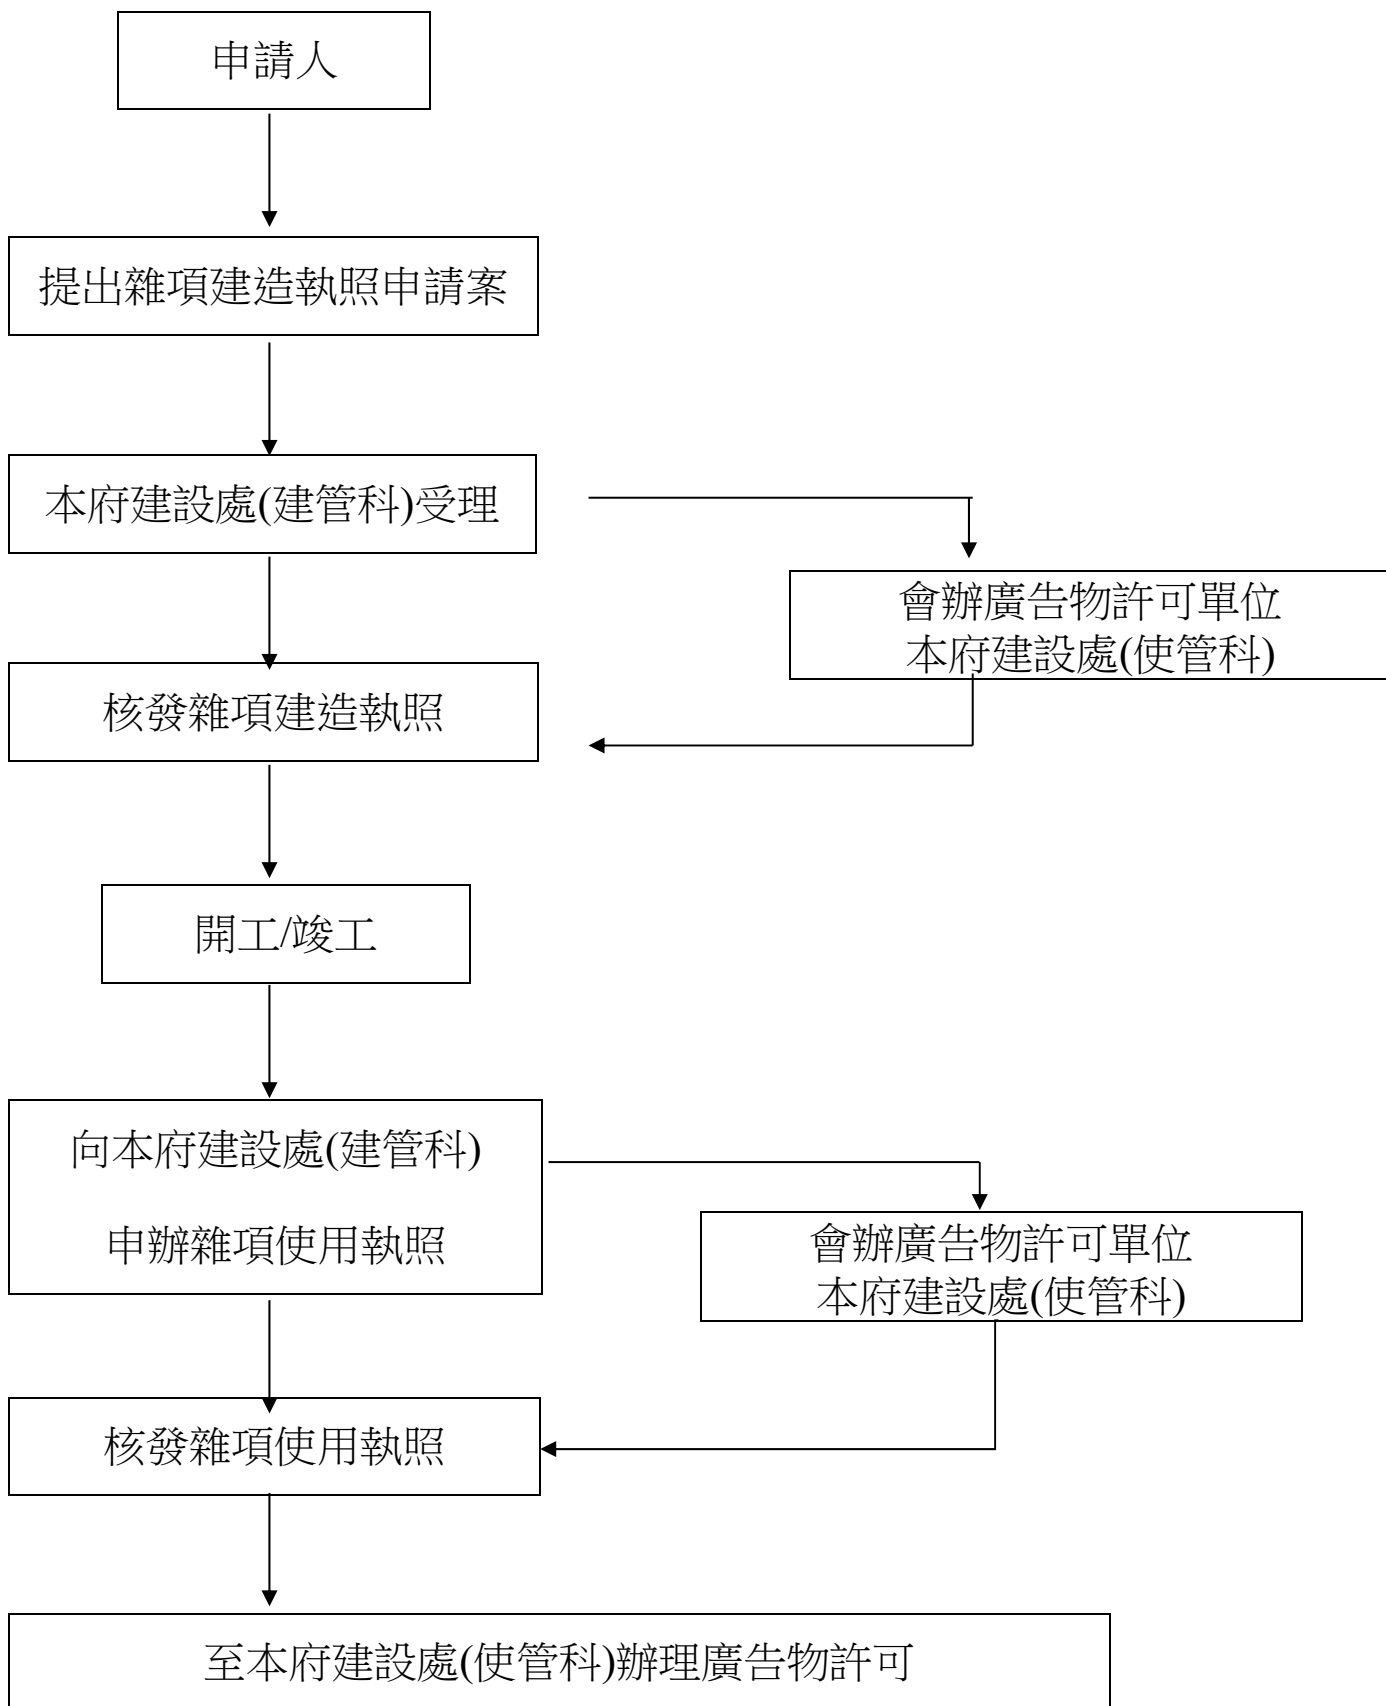 申請人
提出雜項建造執照申請案
本府建設處(建管科)受理
會辦廣告物許可單位
本府建設處(使管科)
核發雜項建造執照
開工/竣工
向本府建設處(建管科)
申辦雜項使用執照
會辦廣告物許可單位
本府建設處(使管科)
核發雜項使用執照
至本府建設處(使管科)辦理廣告物許可